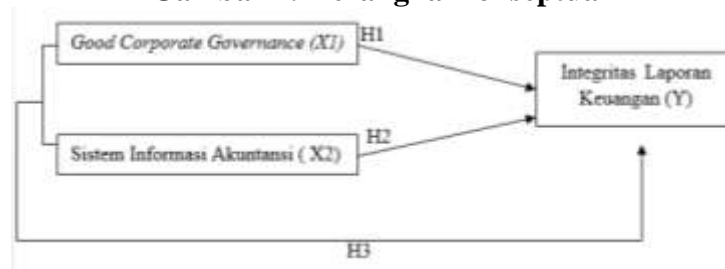 Good Corporate Governance (X1)
H1
Integritas Laporan
Keuangan (Y)
H2
Sistem Informasi Akuntansi ( X2)
H3